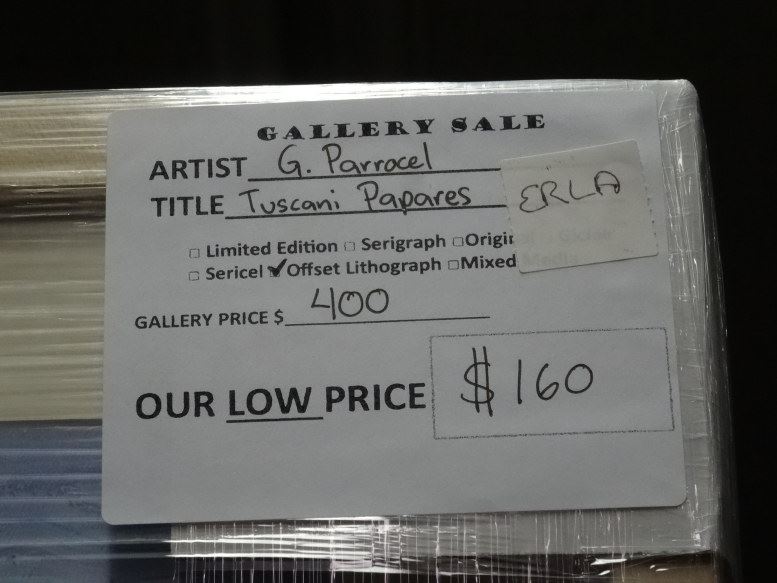 GALLERY SALE
ARTIST G. Parrocel
TITLE Tuscani Papares
ERLA
☐ Limited Edition ☐ Serigraph ☐ Origi
☐ Sericel ✔ Offset Lithograph ☐ Mixed Media
GALLERY PRICE $ 400
OUR LOW PRICE $160